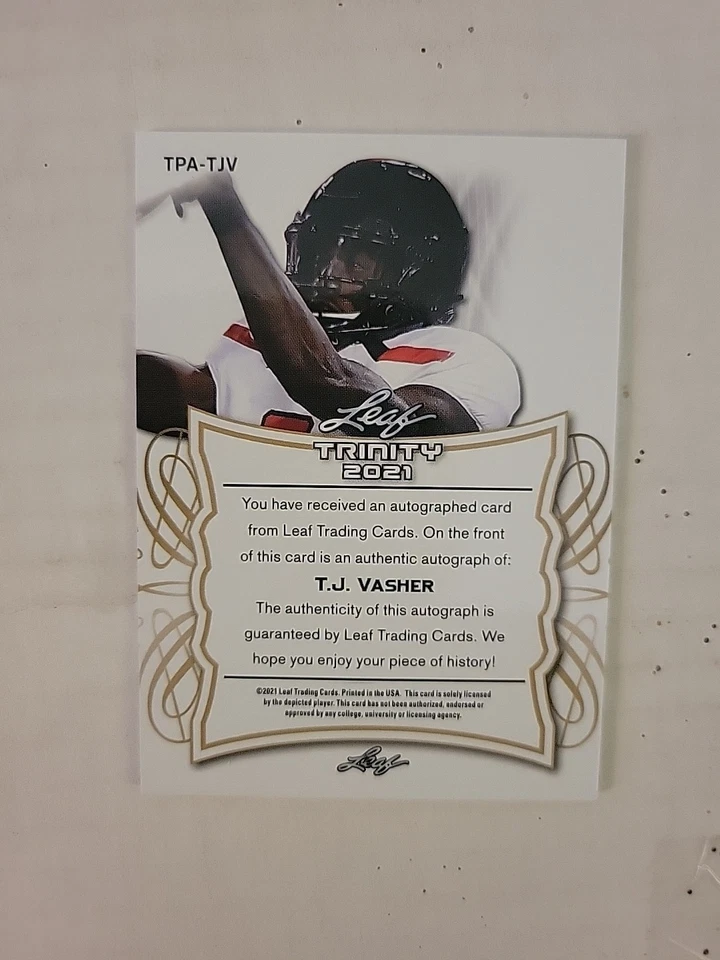 TPA-TJV
Leaf
TRINITY
2021
You have received an autographed card
from Leaf Trading Cards. On the front
of this card is an authentic autograph of:
T.J. VASHER
The authenticity of this autograph is
guaranteed by Leaf Trading Cards. We
hope you enjoy your piece of history!
©2021 Leaf Trading Cards. Printed in the USA. This card is solely licensed
by the depicted player. This card has not been authorized, endorsed or
approved by any college, university or licensing agency.
Leaf